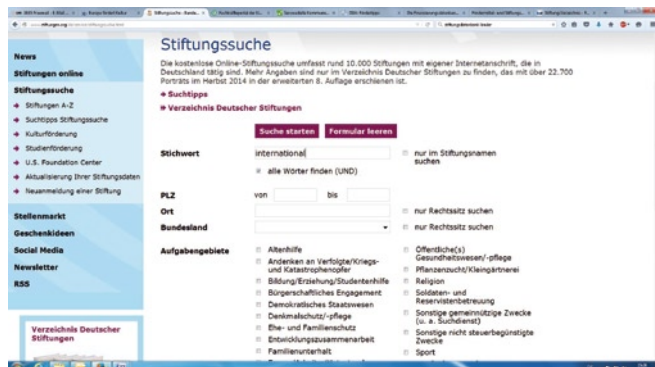 Stiftungssuche
Die kostenlose Online-Stiftungssuche umfasst rund 10.000 Stiftungen mit eigener Internetanschrift, die in
Deutschland tätig sind. Mehr Angaben sind nur im Verzeichnis Deutscher Stiftungen zu finden, das mit über 22.700
Porträts im Herbst 2014 in der erweiterten 8. Auflage erschienen ist.
Suchtipps
Verzeichnis Deutscher Stiftungen
News
Stiftungen online
Stiftungssuche
Stiftungen A-Z
Suchtipps Stiftungssuche
Kulturförderung
Studienförderung
U.S. Foundation Center
Aktualisierung Ihrer Stiftungsdaten
Neuanmeldung einer Stiftung
Stellenmarkt
Geschenkideen
Social Media
Newsletter
RSS
Verzeichnis Deutscher
Stiftungen
Suche starten Formular leeren
Stichwort international nur im Stiftungsnamen
suchen
alle Wörter finden (UND)
PLZ von bis
Ort nur Rechtssitz suchen
Bundesland nur Rechtssitz suchen
Aufgabengebiete
Altenhilfe
Andenken an Verfolgte/Kriegs-
und Katastrophenopfer
Bildung/Erziehung/Studentenhilfe
Bürgerschaftliches Engagement
Demokratisches Staatswesen
Denkmalschutz/-pflege
Ehe- und Familienschutz
Entwicklungszusammenarbeit
Familienunterhalt
Öffentliche(s)
Gesundheitswesen/-pflege
Pflanzenzucht/Kleingärtnerei
Religion
Soldaten- und
Reservistenbetreuung
Sonstige gemeinnützige Zwecke
(u. a. Suchdienst)
Sonstige nicht steuerbegünstigte
Zwecke
Sport